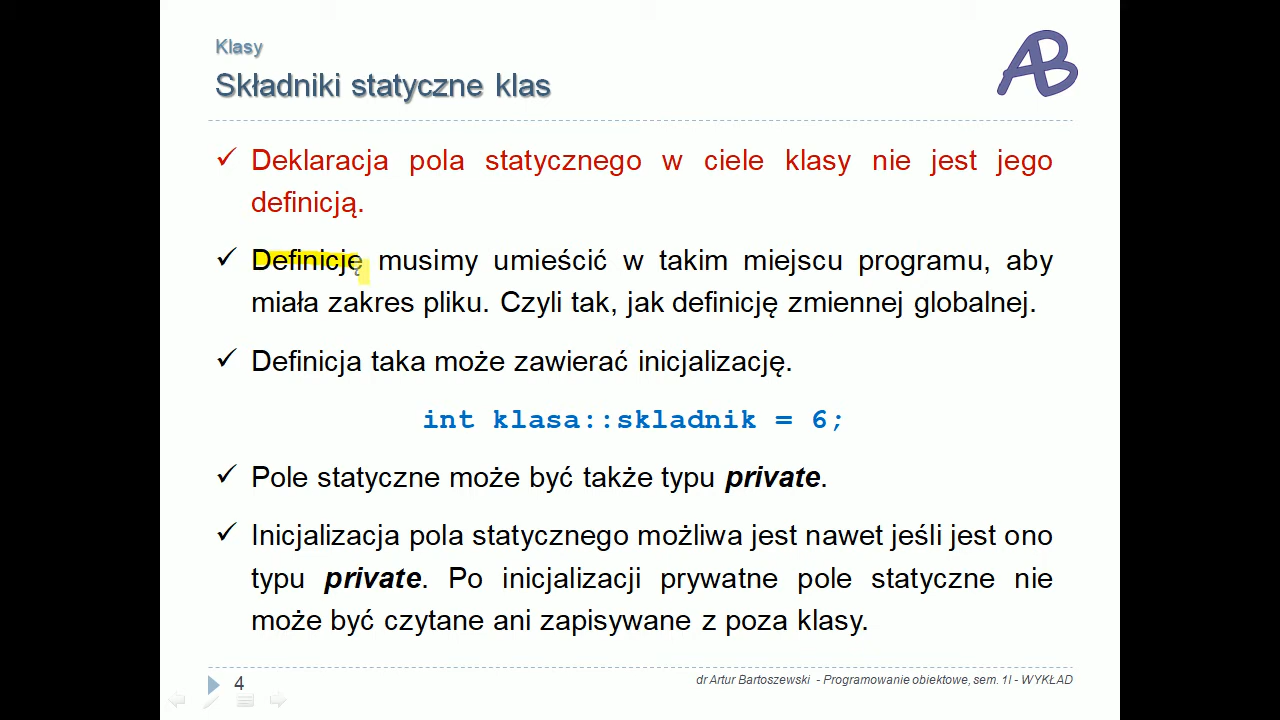 Klasy
Składniki statyczne klas
AB
Deklaracja pola statycznego w ciele klasy nie jest jego
definicją.
Definicję musimy umieścić w takim miejscu programu, aby
miała zakres pliku. Czyli tak, jak definicję zmiennej globalnej.
Definicja taka może zawierać inicjalizację.
int klasa::skladnik = 6;
Pole statyczne może być także typu private.
Inicjalizacja pola statycznego możliwa jest nawet jeśli jest ono
typu private. Po inicjalizacji prywatne pole statyczne nie
może być czytane ani zapisywane z poza klasy.
4
dr Artur Bartoszewski - Programowanie obiektowe, sem. 1I - WYKŁAD